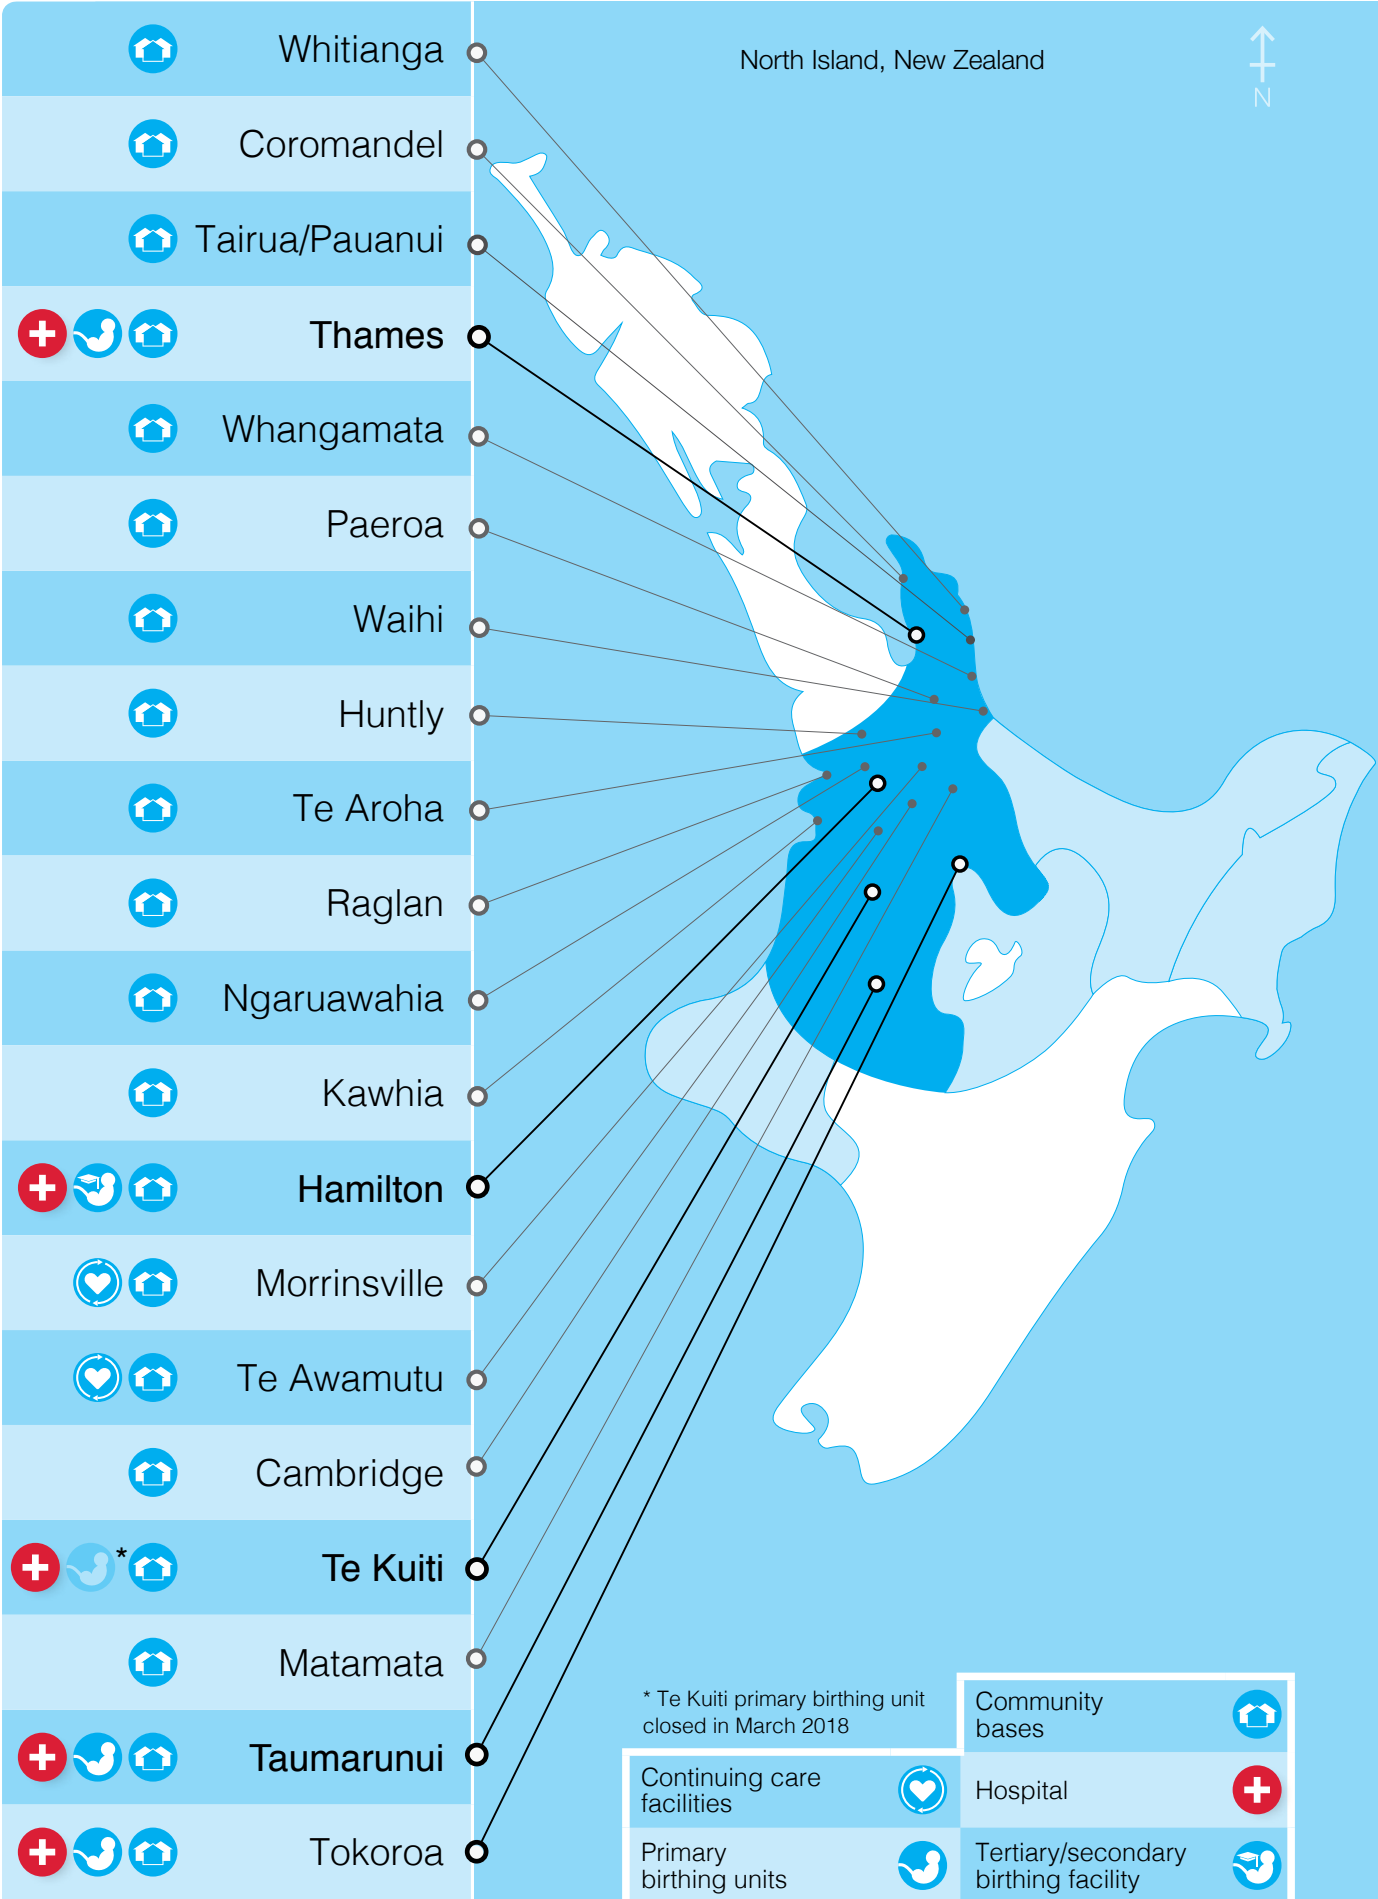 Whitianga
North Island, New Zealand
N
Coromandel
Tairua/Pauanui
Thames
Whangamata
Paeroa
Waihi
Huntly
Te Aroha
Raglan
Ngaruawahia
Kawhia
Hamilton
Morrinsville
Te Awamutu
Cambridge
*
Te Kuiti
Matamata
Taumarunui
Tokoroa
* Te Kuiti primary birthing unit
closed in March 2018
Community
bases
Continuing care
facilities
Hospital
Primary
birthing units
Tertiary/secondary
birthing facility